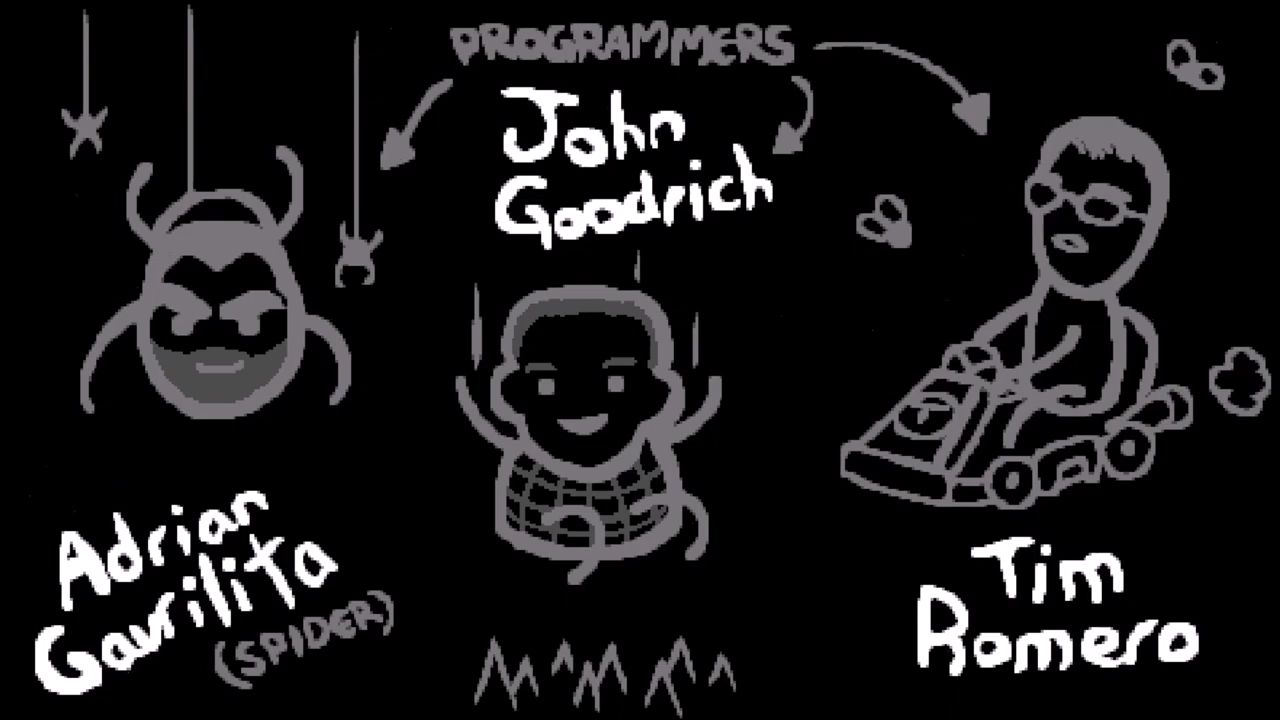 PROGRAMMERS
John
Goodrich
Adrian
Gavrilita
(SPIDER)
Tim
Romero